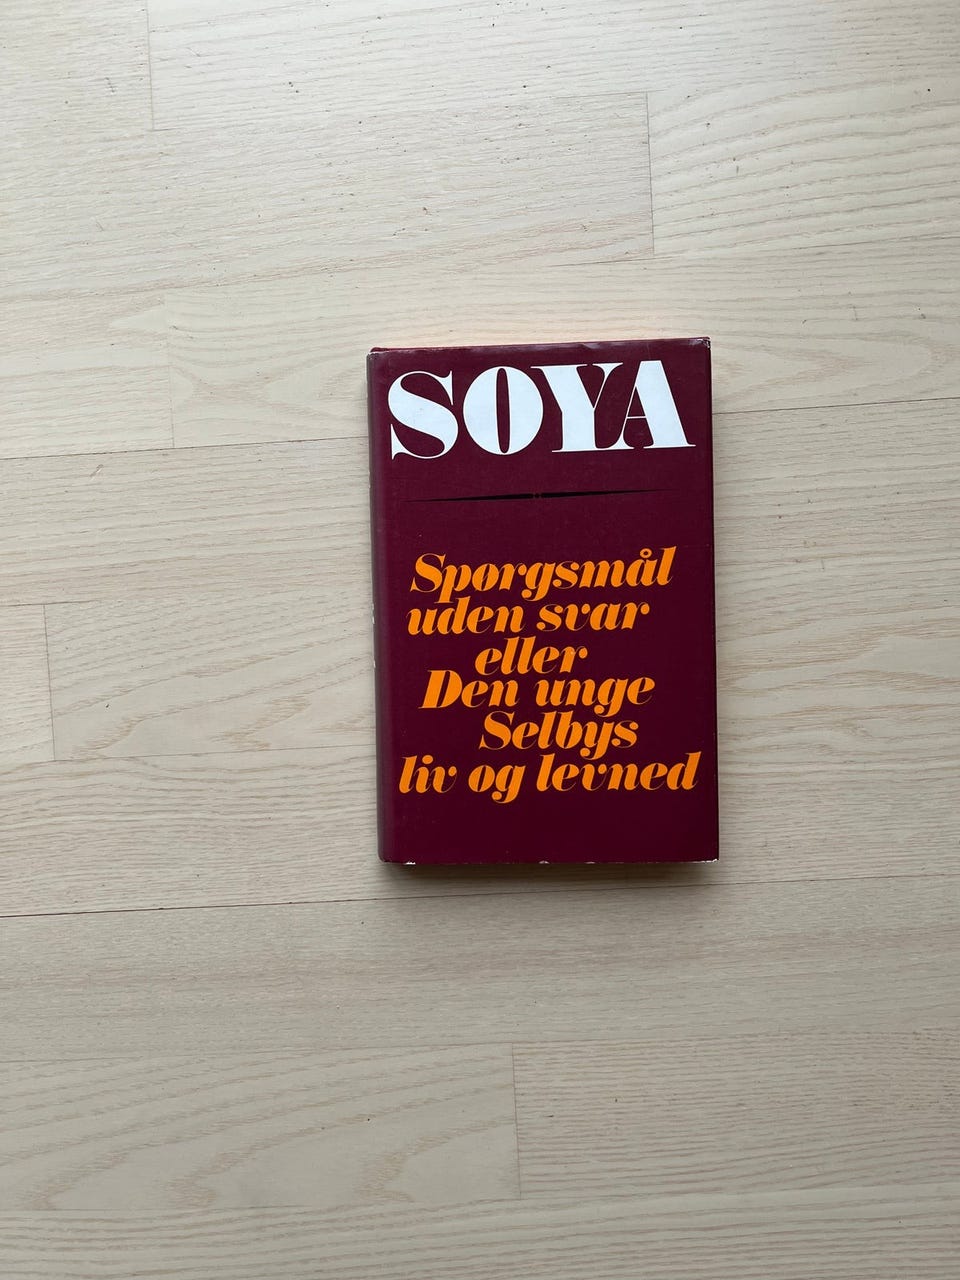 SOYA
Spørgsmål
uden svar
eller
Den unge
Selbys
liv og levned